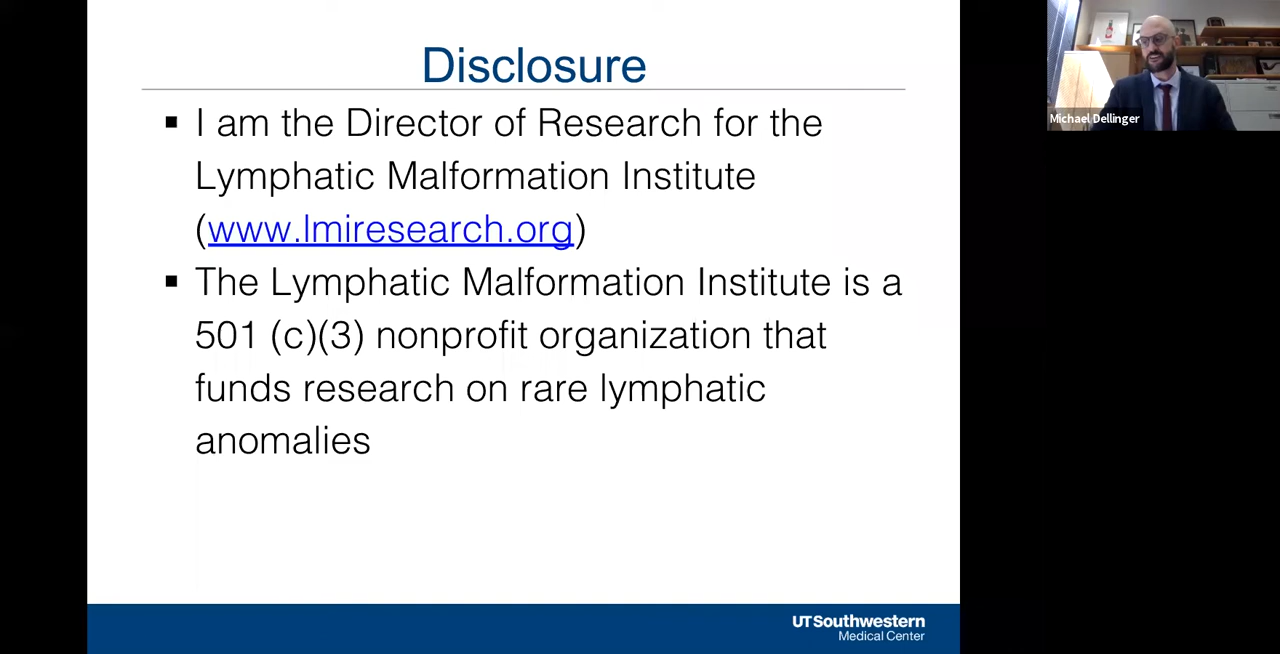 Disclosure
▪ I am the Director of Research for the
Lymphatic Malformation Institute
(www.lmiresearch.org)
▪ The Lymphatic Malformation Institute is a
501 (c)(3) nonprofit organization that
funds research on rare lymphatic
anomalies
UTSouthwestern
Medical Center
Michael Dellinger